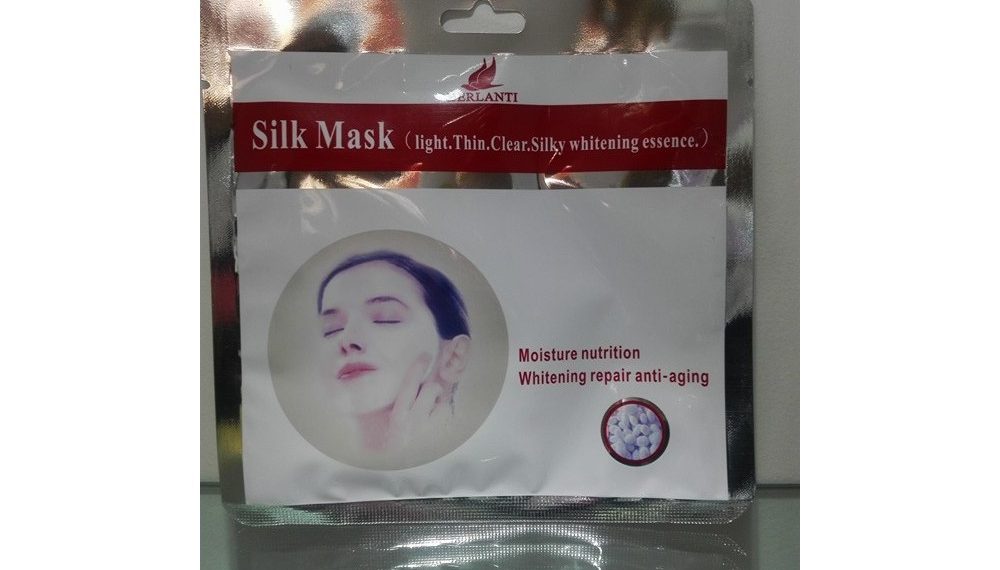 Silk Mask (light.Thin.Clear.Silky whitening essence.)
Moisture nutrition
Whitening repair anti-aging